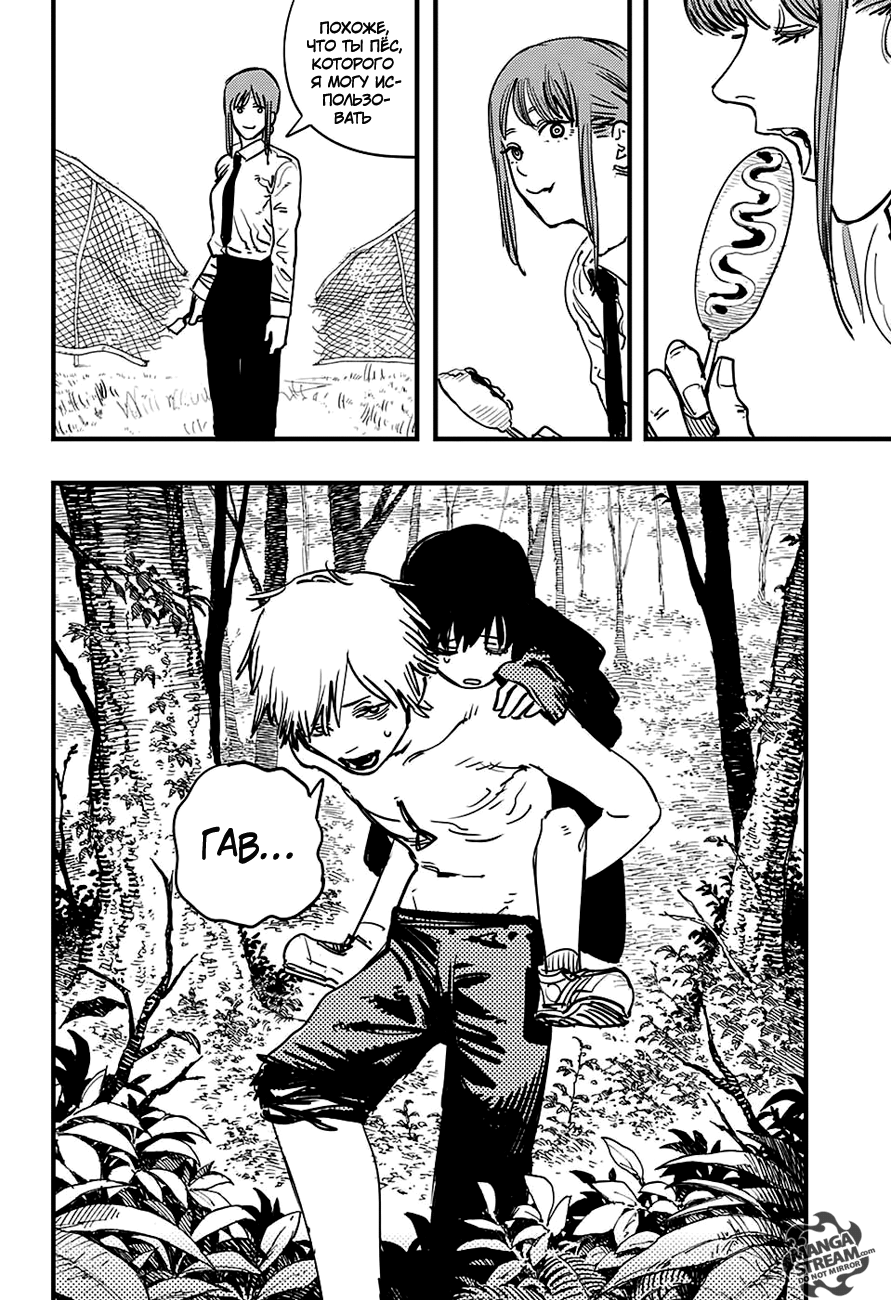 ПОХОЖЕ,
ЧТО ТЫ ПЁС,
КОТОРОГО
Я МОГУ ИС-
ПОЛЬЗО-
ВАТЬ
ГАВ...
MANGA
STREAM.com
DO NOT MIRROR!